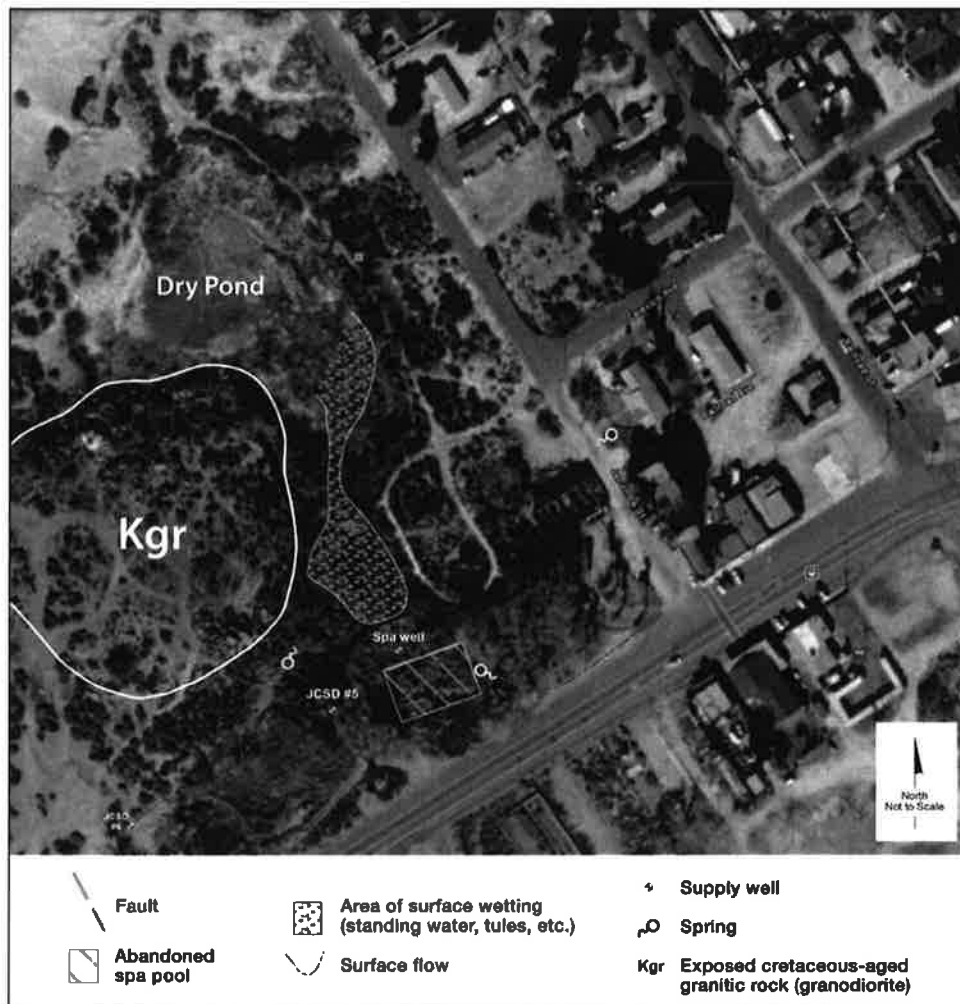 Dry Pond
Kgr
Spa well
JCSD #5
JCSD
North
Not to Scale
Fault
Abandoned
spa pool
Area of surface wetting
(standing water, tules, etc.)
Surface flow
Supply well
Spring
Kgr Exposed cretaceous-aged
granitic rock (granodiorite)